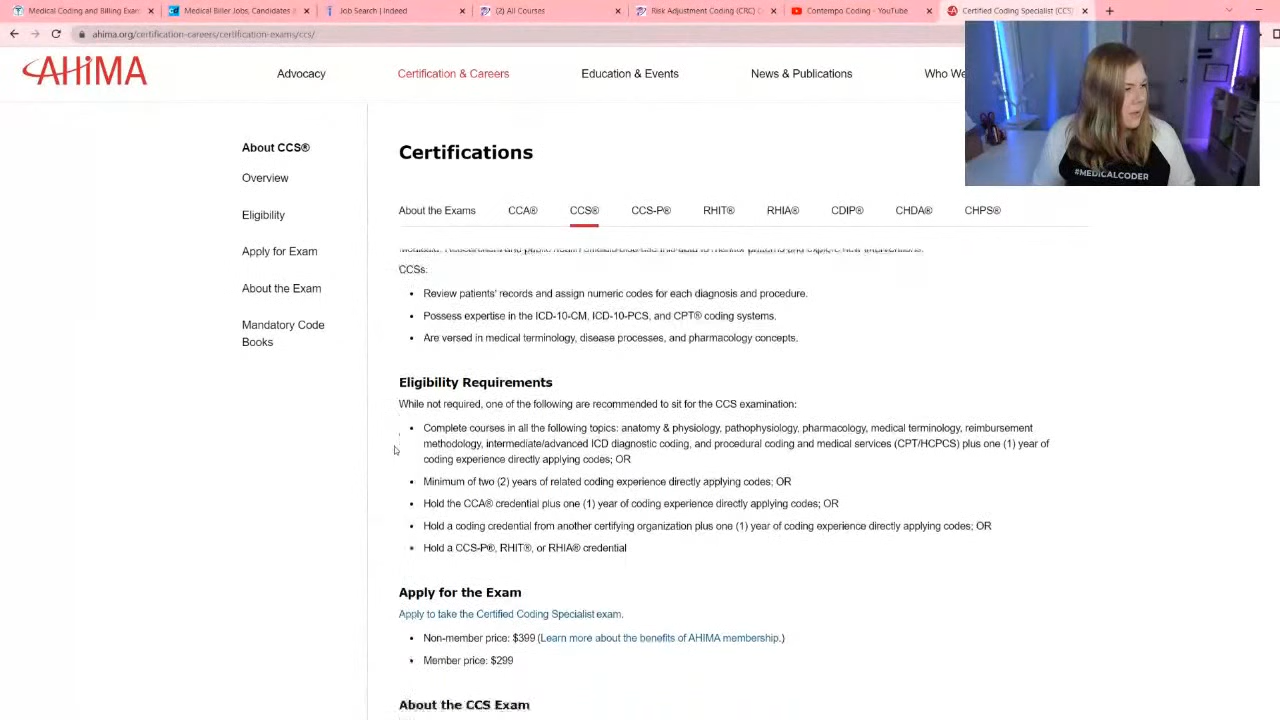 Medical Coding and Billing Exam
Medical Biller Jobs, Candidates
Job Search | Indeed
(2) All Courses
Risk Adjustment Coding (CRC) C
Contempo Coding - YouTube
Certified Coding Specialist (CCS)
ahima.org/certification-careers/certification-exams/ccs/
AHIMA
Advocacy
Certification & Careers
Education & Events
News & Publications
Who We
#MEDICALCODER
About CCS®
Overview
Eligibility
Apply for Exam
About the Exam
Mandatory Code
Books
Certifications
About the Exams
CCA®
CCS®
CCS-P®
RHIT®
RHIA®
CDIP®
CHDA®
CHPS®
CCSs:
• Review patients' records and assign numeric codes for each diagnosis and procedure.
• Possess expertise in the ICD-10-CM, ICD-10-PCS, and CPT® coding systems.
• Are versed in medical terminology, disease processes, and pharmacology concepts.
Eligibility Requirements
While not required, one of the following are recommended to sit for the CCS examination:
• Complete courses in all the following topics: anatomy & physiology, pathophysiology, pharmacology, medical terminology, reimbursement
methodology, intermediate/advanced ICD diagnostic coding, and procedural coding and medical services (CPT/HCPCS) plus one (1) year of
coding experience directly applying codes; OR
• Minimum of two (2) years of related coding experience directly applying codes; OR
• Hold the CCA® credential plus one (1) year of coding experience directly applying codes; OR
• Hold a coding credential from another certifying organization plus one (1) year of coding experience directly applying codes; OR
• Hold a CCS-P®, RHIT®, or RHIA® credential
Apply for the Exam
Apply to take the Certified Coding Specialist exam.
• Non-member price: $399 (Learn more about the benefits of AHIMA membership.)
• Member price: $299
About the CCS Exam